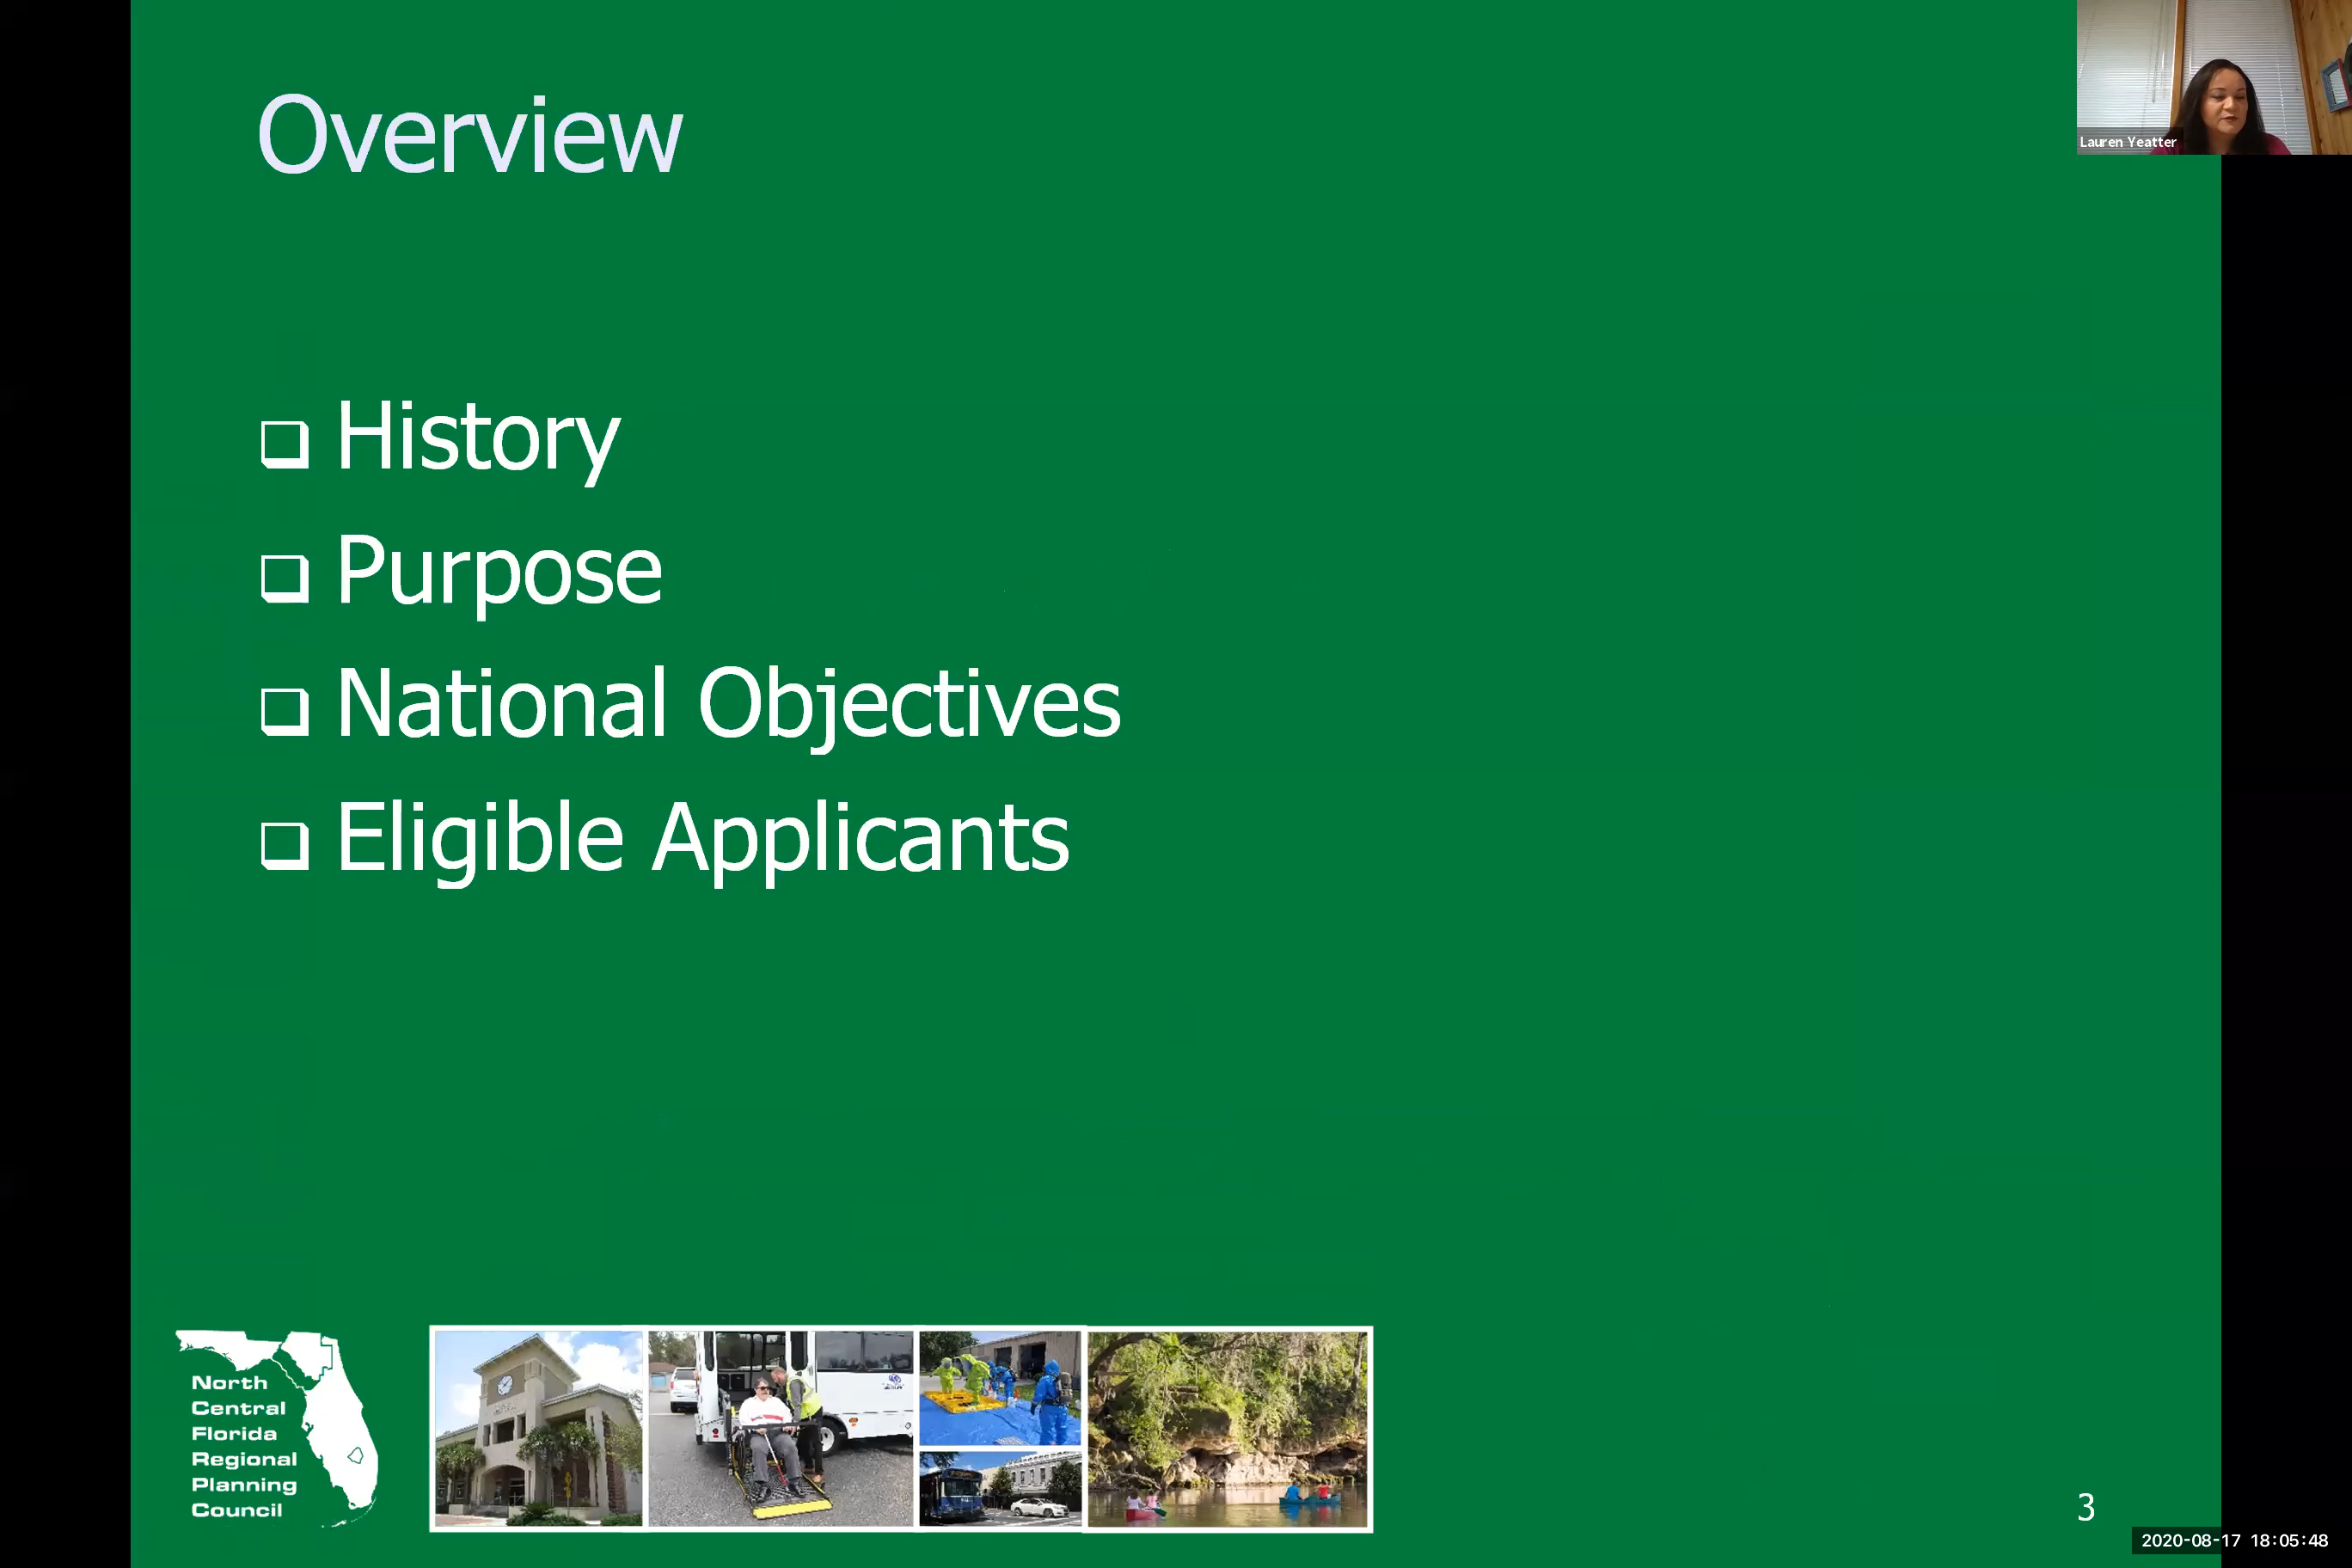 Overview
Lauren Yeatter
❑ History
❑ Purpose
❑ National Objectives
❑ Eligible Applicants
North
Central
Florida
Regional
Planning
Council
3
2020-08-17 18:05:48